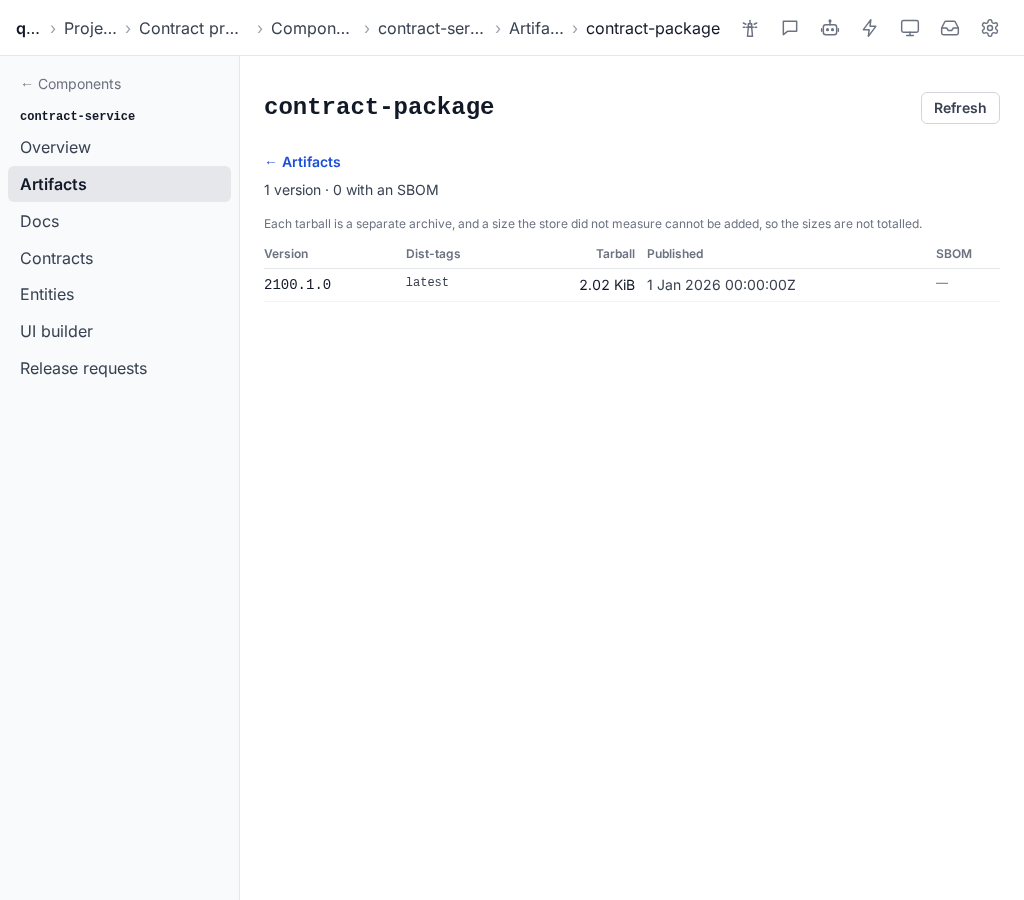 q... › Proje... › Contract pr... › Compon... › contract-ser... › Artifa... › contract-package
← Components
contract-service
Overview
Artifacts
Docs
Contracts
Entities
UI builder
Release requests
contract-package
Refresh
← Artifacts
1 version · 0 with an SBOM
Each tarball is a separate archive, and a size the store did not measure cannot be added, so the sizes are not totalled.
Version Dist-tags Tarball Published SBOM
2100.1.0 latest 2.02 KiB 1 Jan 2026 00:00:00Z —